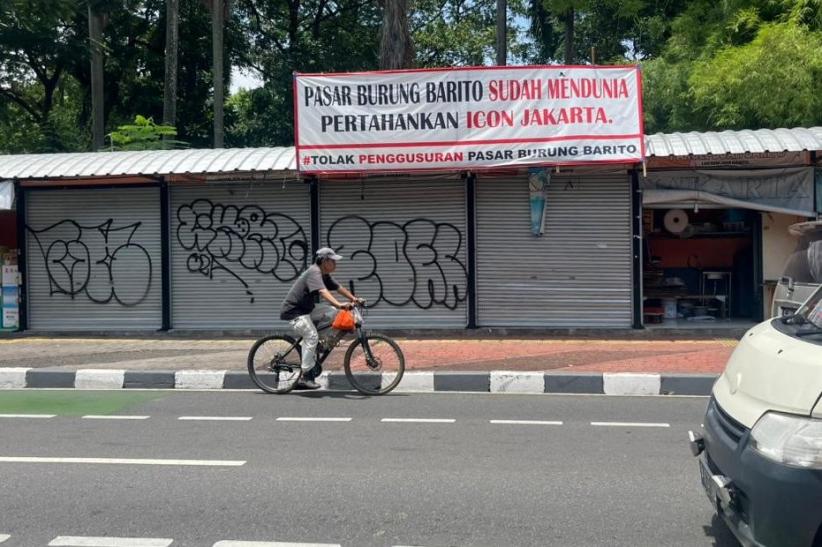 PASAR BURUNG BARITO SUDAH MENDUNIA
PERTAHANKAN ICON JAKARTA.
#TOLAK PENGGUSURAN PASAR BURUNG BARITO